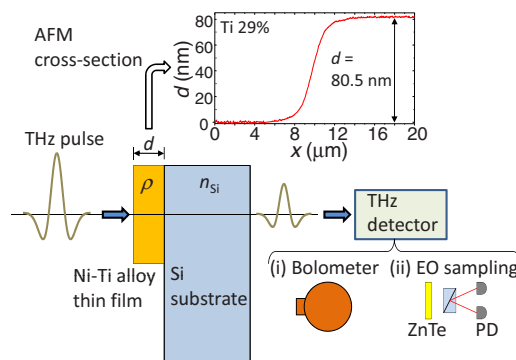 AFM
cross-section
Ti 29%
d (nm)
80
60
40
20
0
d =
80.5 nm
0 4 8 12 16 20
x (μm)
THz pulse
d
ρ
nSi
THz
detector
Ni-Ti alloy
thin film
Si
substrate
(i) Bolometer
(ii) EO sampling
ZnTe
PD